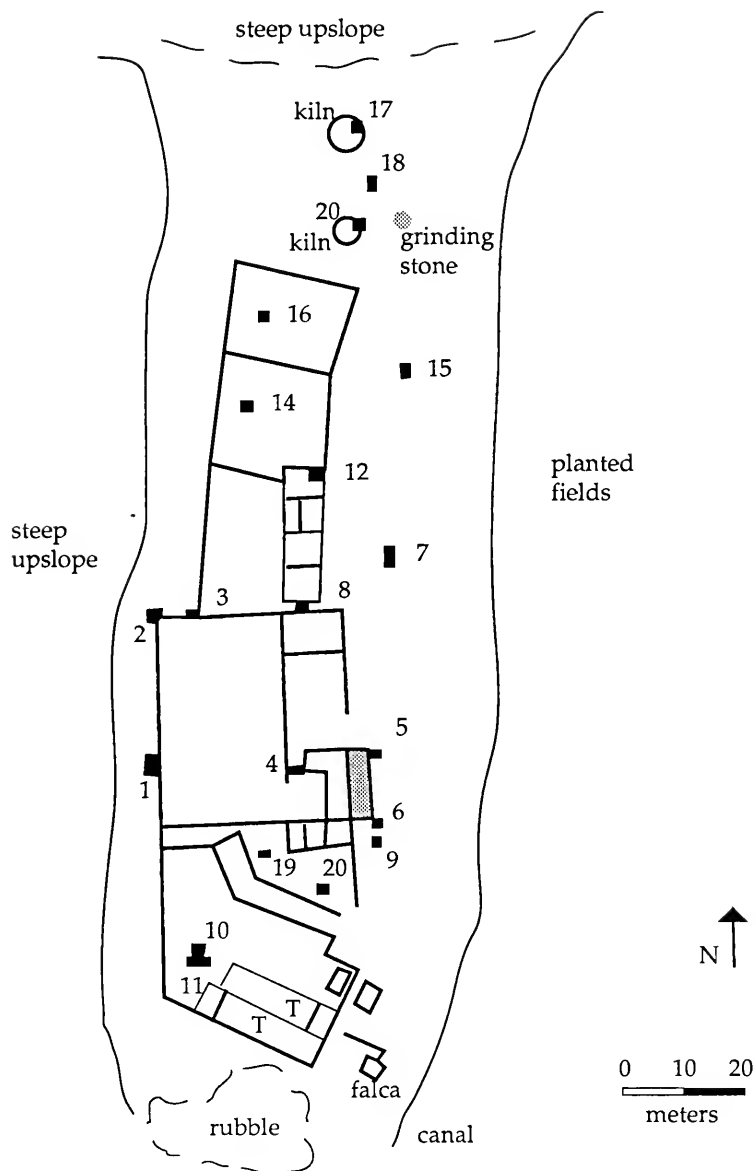 steep upslope
kiln
17
18
20
kiln
grinding
stone
16
15
14
12
planted
fields
steep
upslope
7
3
8
2
5
4
1
6
19
20
9
10
N
11
T
T
0 10 20
meters
falca
rubble
canal